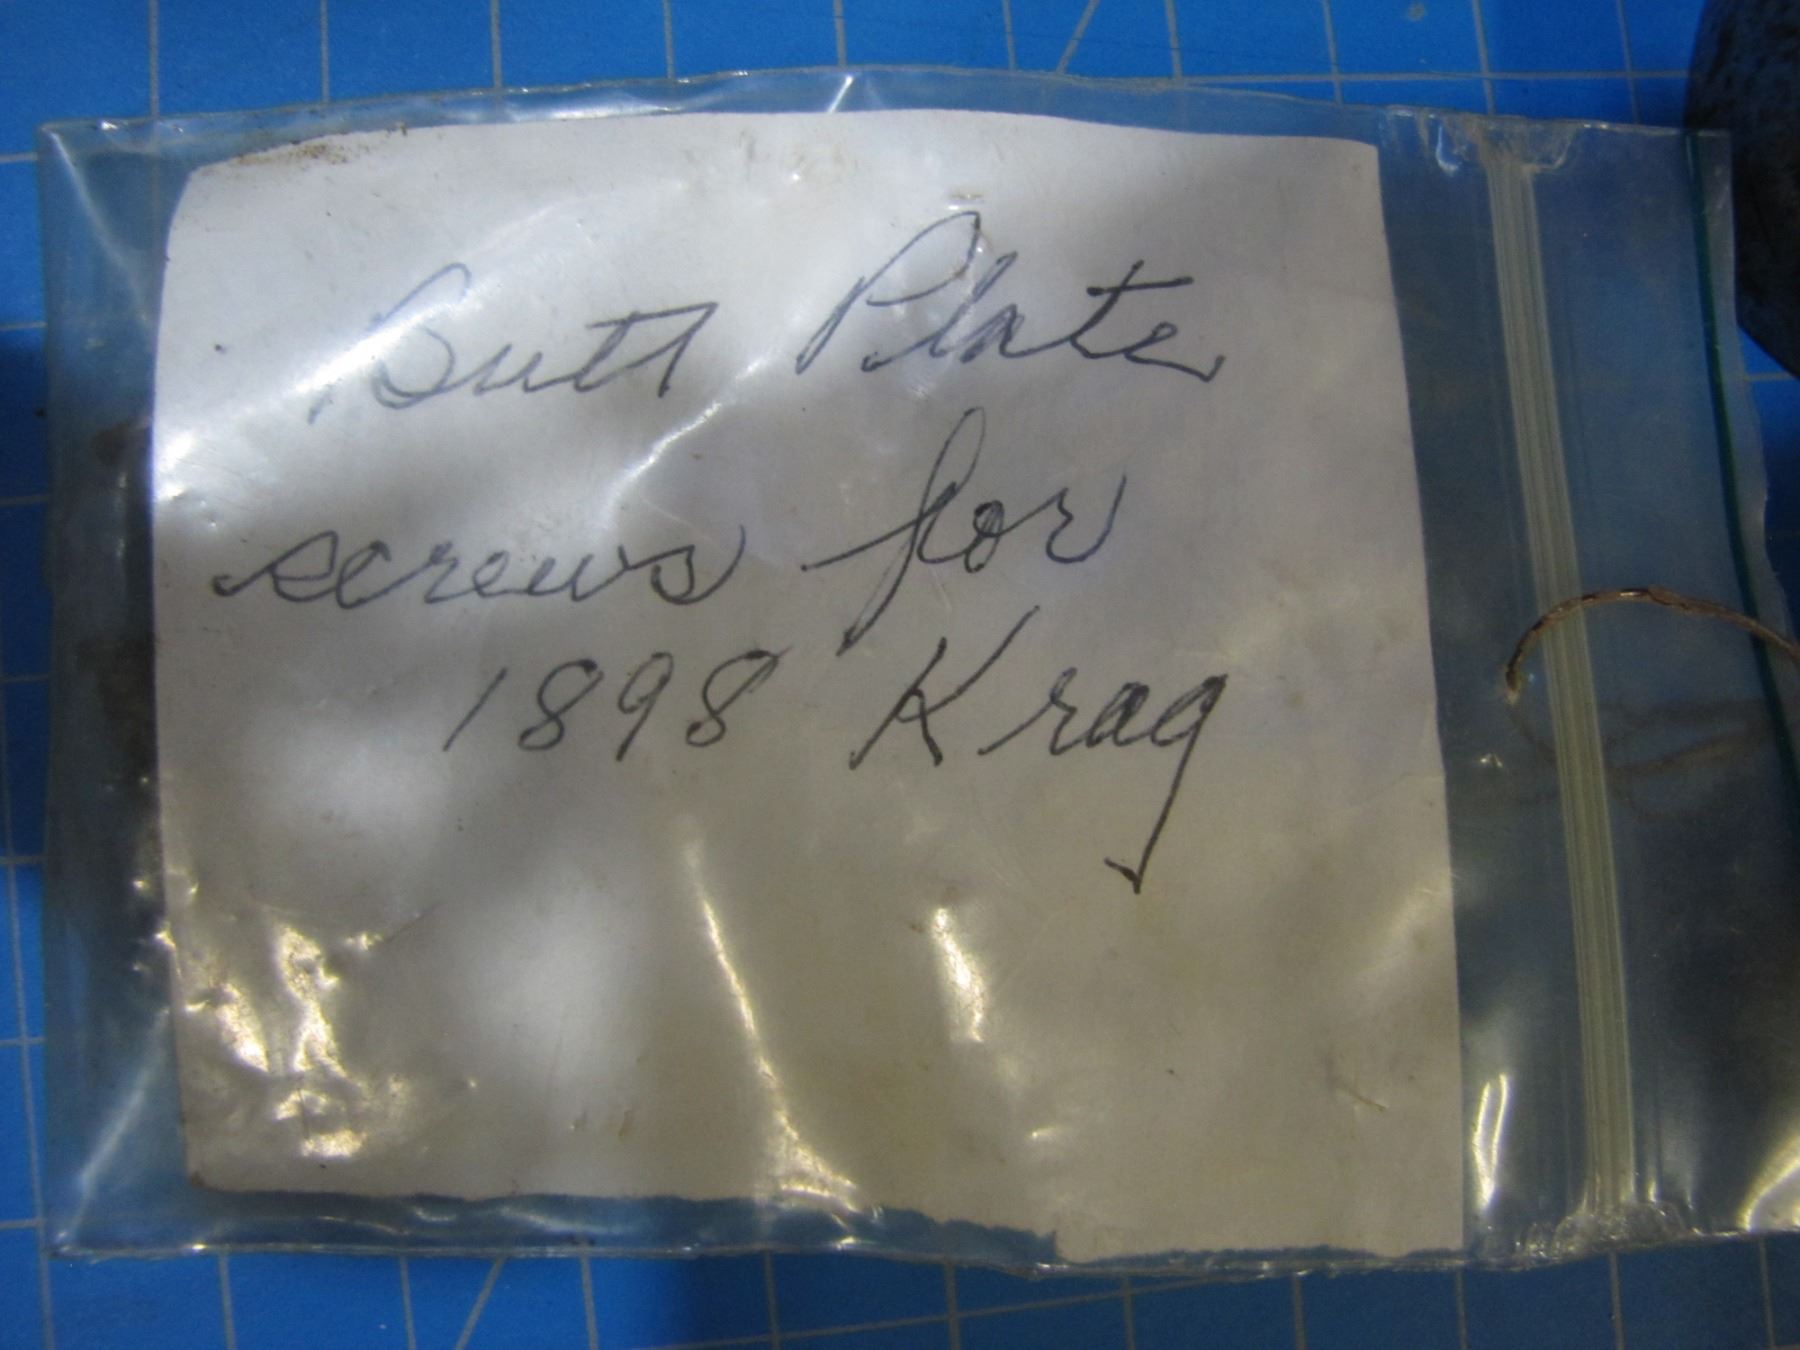 Butt Plate
screws for
1898 Krag